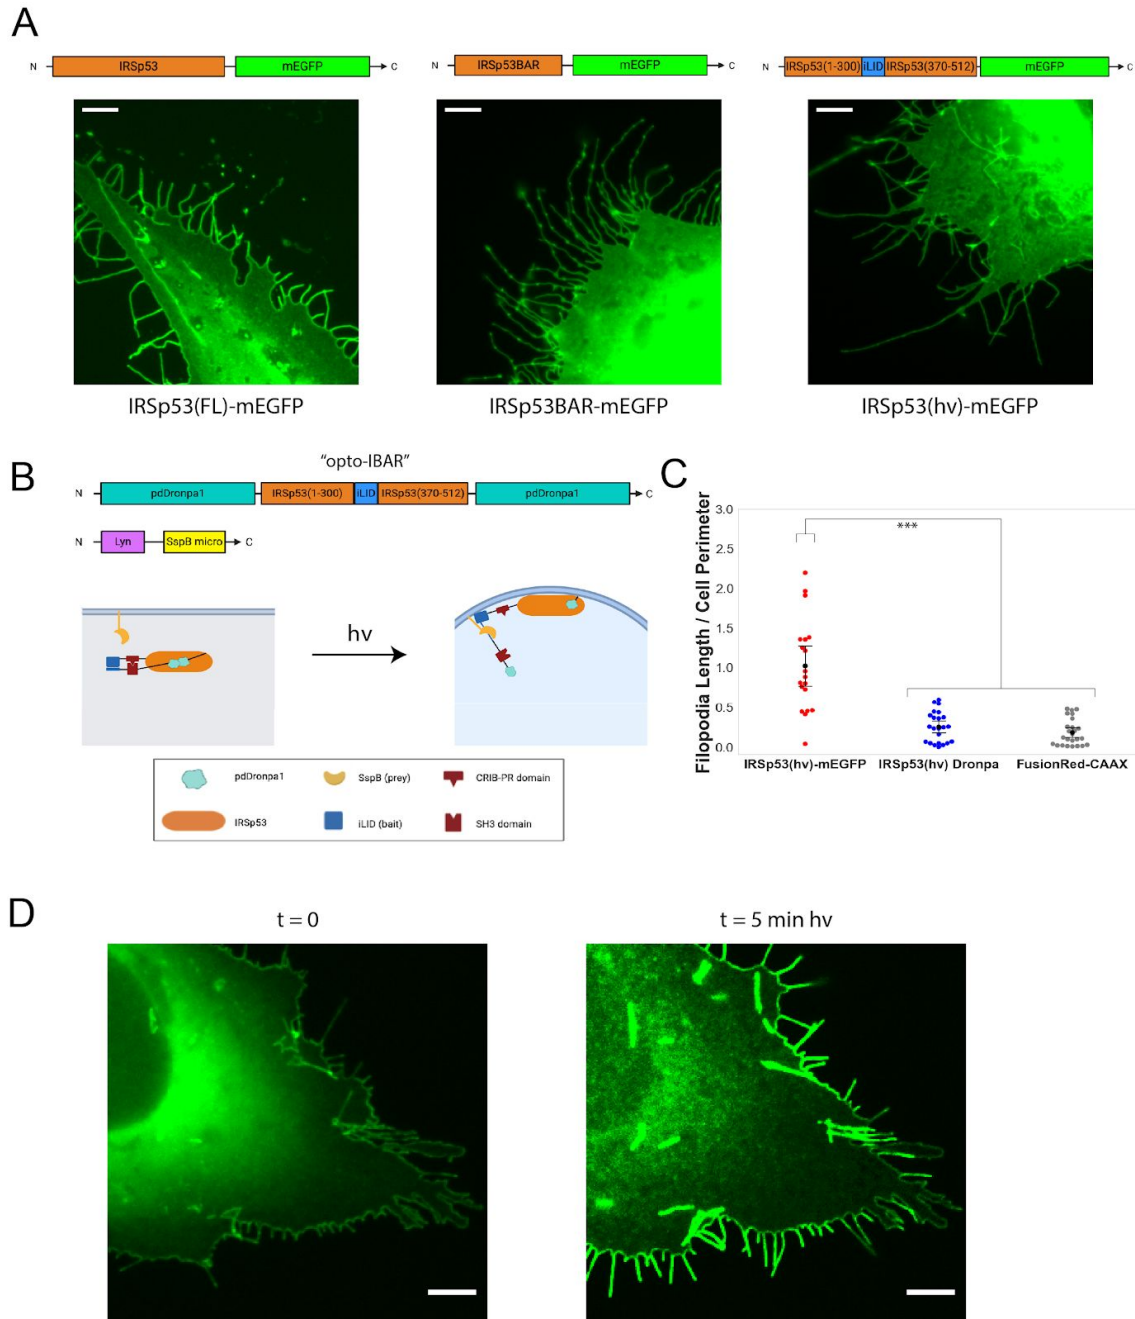 A
N IRSp53 mEGFP C
N IRSp53BAR mEGFP C
N IRSp53(1-300) iLID IRSp53(370-512) mEGFP C
IRSp53(FL)-mEGFP
IRSp53BAR-mEGFP
IRSp53(hv)-mEGFP
B
"opto-IBAR"
N pdDronpa1 IRSp53(1-300) iLID IRSp53(370-512) pdDronpa1 C
N Lyn SspB micro C
hv
pdDronpa1
SspB (prey)
CRIB-PR domain
IRSp53
iLID (bait)
SH3 domain
C
Filopodia Length / Cell Perimeter
3.0
2.5
2.0
1.5
1.0
0.5
0.0
***
IRSp53(hv)-mEGFP
IRSp53(hv) Dronpa
FusionRed-CAAX
D
t = 0
t = 5 min hv